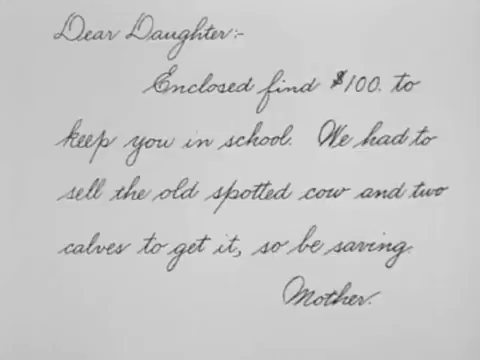 Dear Daughter:-
Enclosed find $100. to
keep you in school. We had to
sell the old spotted cow and two
calves to get it, so be saving.
Mother.